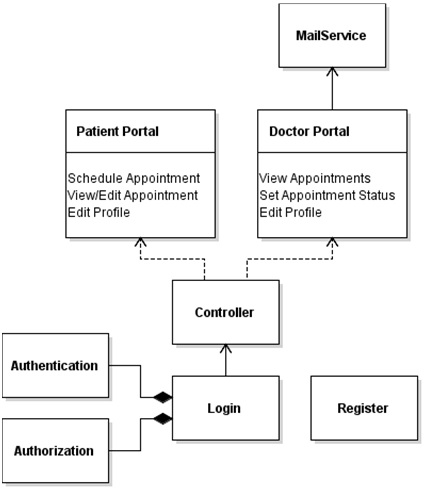 MailService
Patient Portal
Schedule Appointment
View/Edit Appointment
Edit Profile
Doctor Portal
View Appointments
Set Appointment Status
Edit Profile
Controller
Authentication
Login
Register
Authorization